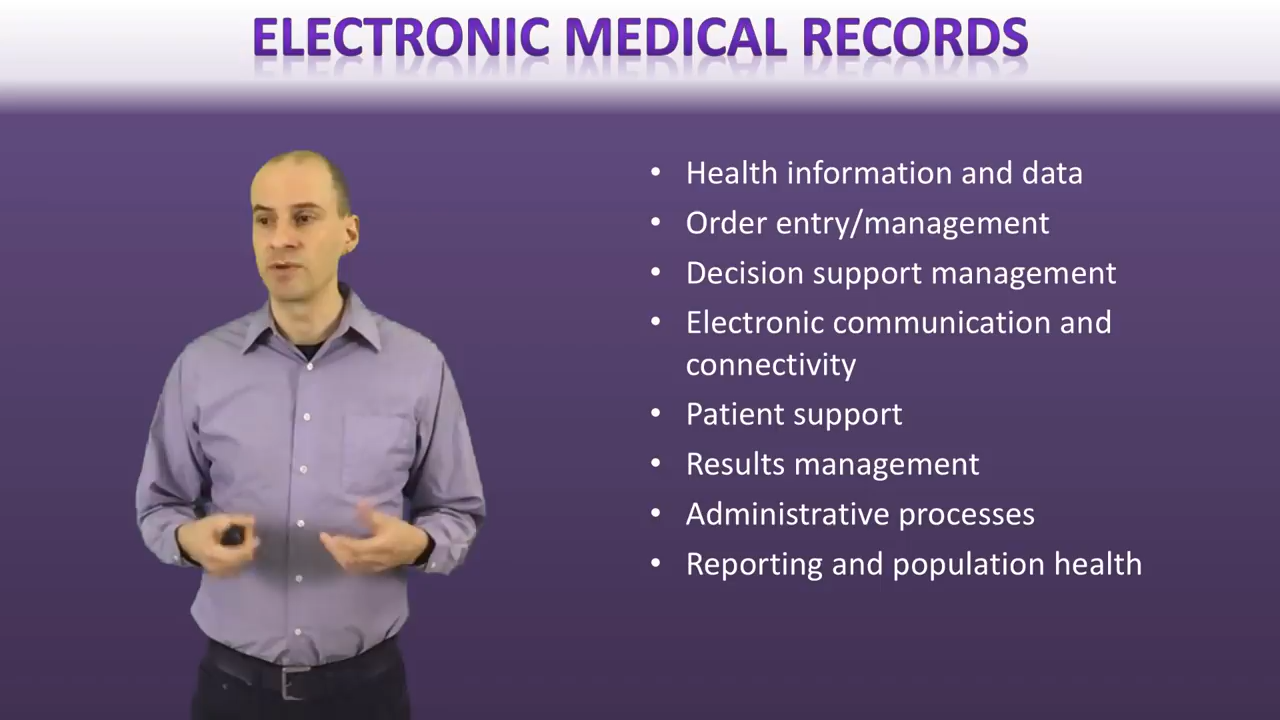 ELECTRONIC MEDICAL RECORDS
• Health information and data
• Order entry/management
• Decision support management
• Electronic communication and
connectivity
• Patient support
• Results management
• Administrative processes
• Reporting and population health